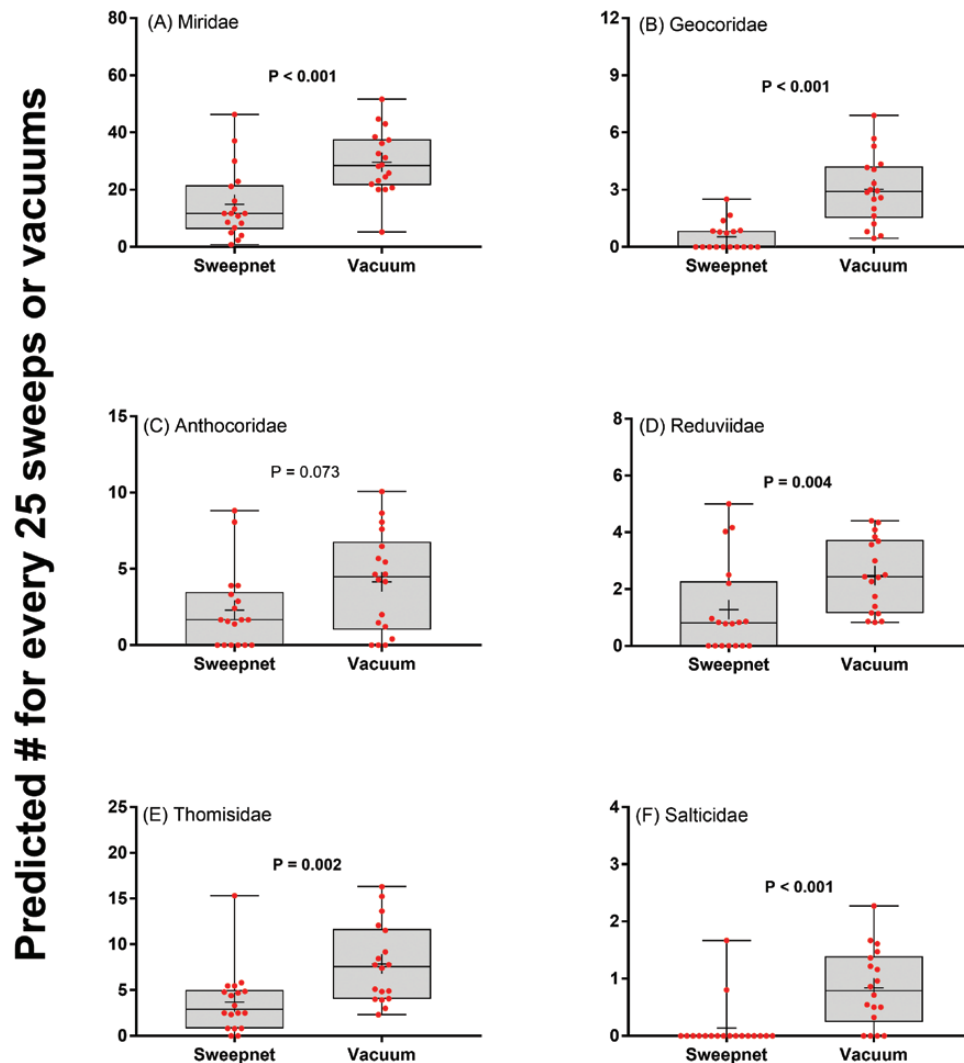 Predicted # for every 25 sweeps or vacuums
(A) Miridae
P < 0.001
80
60
40
20
0
Sweepnet Vacuum
(B) Geocoridae
P < 0.001
12
9
6
3
0
Sweepnet Vacuum
(C) Anthocoridae
P = 0.073
15
10
5
0
Sweepnet Vacuum
(D) Reduviidae
P = 0.004
8
6
4
2
0
Sweepnet Vacuum
(E) Thomisidae
P = 0.002
25
20
15
10
5
0
Sweepnet Vacuum
(F) Salticidae
P < 0.001
4
3
2
1
0
Sweepnet Vacuum